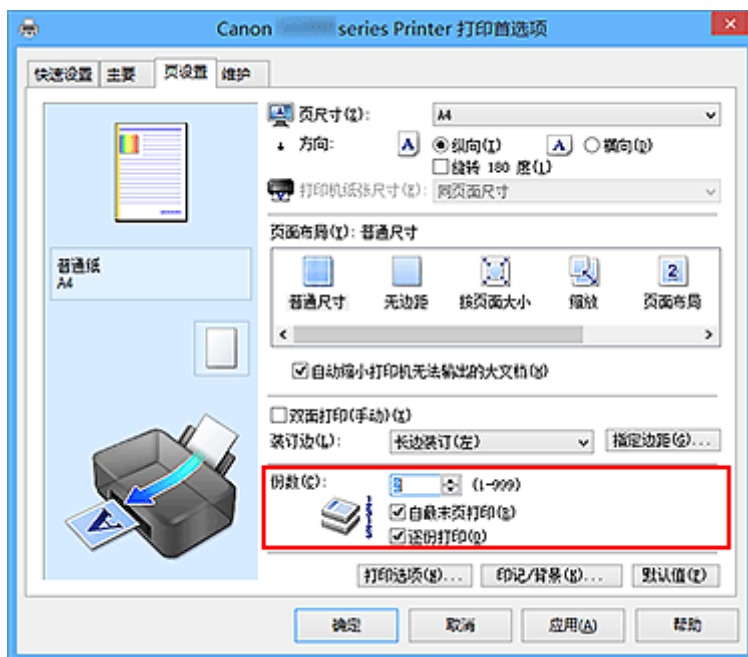 Canon series Printer 打印首选项
快速设置 主要 页设置 维护
页尺寸(Z): A4
方向: A 纵向(I) A 横向(D)
旋转 180 度(L)
打印机纸张尺寸(E): 同页面尺寸
页面布局(Y): 普通尺寸
普通纸
A4
普通尺寸 无边距 按页面大小 缩放 页面布局
自动缩小打印机无法输出的大文档(W)
双面打印(手动)(X)
装订边(L): 长边装订(左) 指定边距(G)...
份数(C): (1-999)
自最末页打印(E)
逐份打印(O)
打印选项(N)... 印记/背景(K)... 默认值(F)
确定 取消 应用(A) 帮助